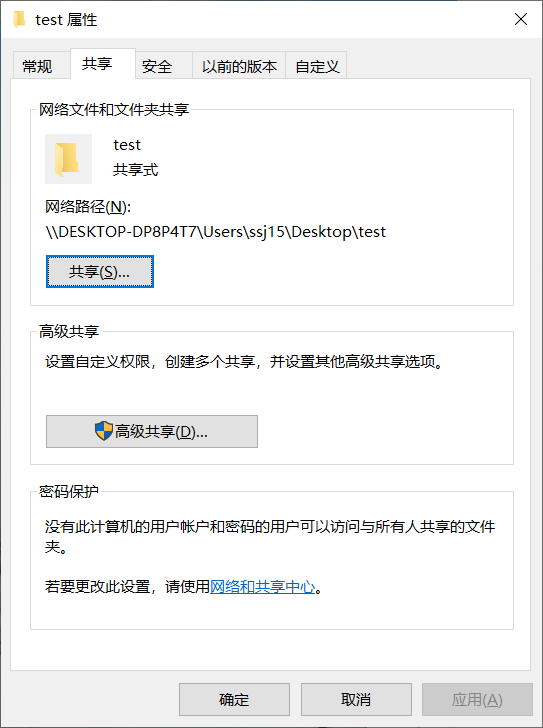 test 属性
常规
共享
安全
以前的版本
自定义
网络文件和文件夹共享
test
共享式
网络路径(N):
\\DESKTOP-DP8P4T7\Users\ssj15\Desktop\test
共享(S)...
高级共享
设置自定义权限，创建多个共享，并设置其他高级共享选项。
高级共享(D)...
密码保护
没有此计算机的用户帐户和密码的用户可以访问与所有人共享的文件
夹。
若要更改此设置，请使用网络和共享中心。
确定
取消
应用(A)